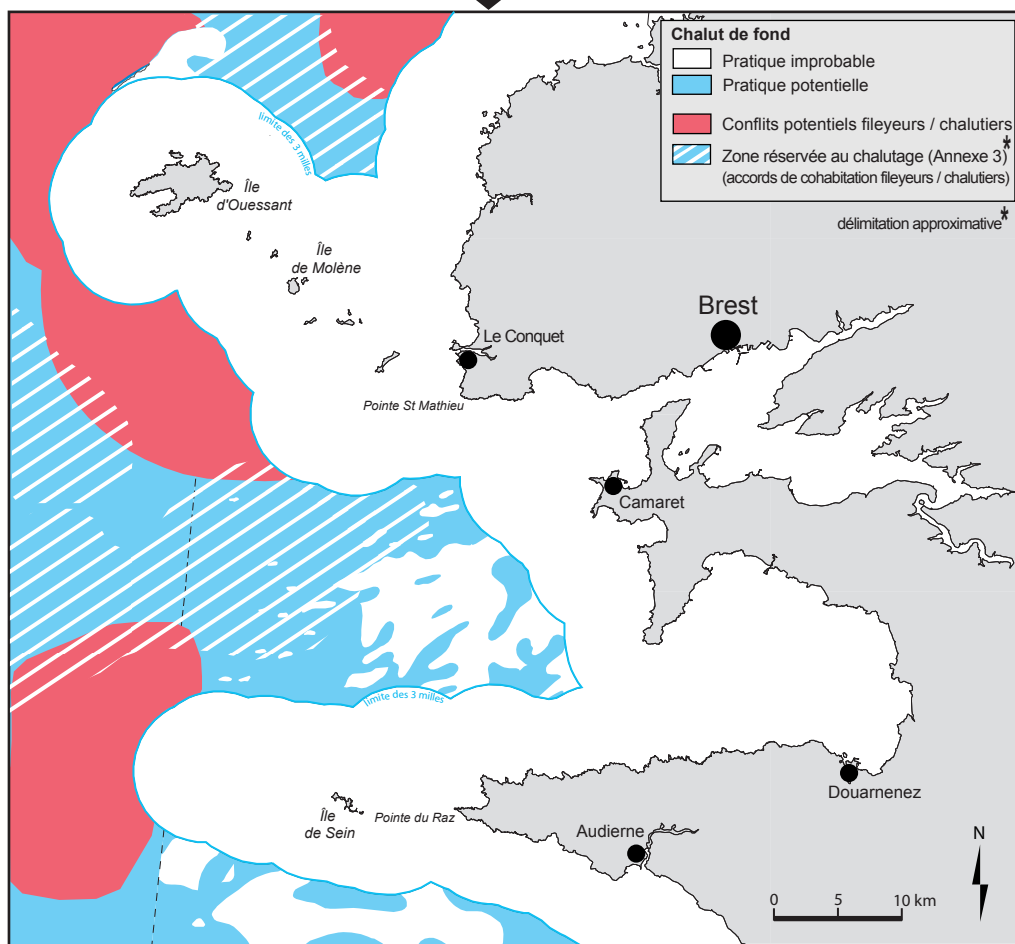 Chalut de fond
Pratique improbable
Pratique potentielle
Conflits potentiels fileyeurs / chalutiers
Zone réservée au chalutage (Annexe 3)*
(accords de cohabitation fileyeurs / chalutiers)
délimitation approximative*
limite des 3 milles
Île
d'Ouessant
Île
de Molène
Brest
Le Conquet
Pointe St Mathieu
Camaret
limite des 3 milles
Douarnenez
Île
de Sein
Pointe du Raz
Audierne
N
0 5 10 km